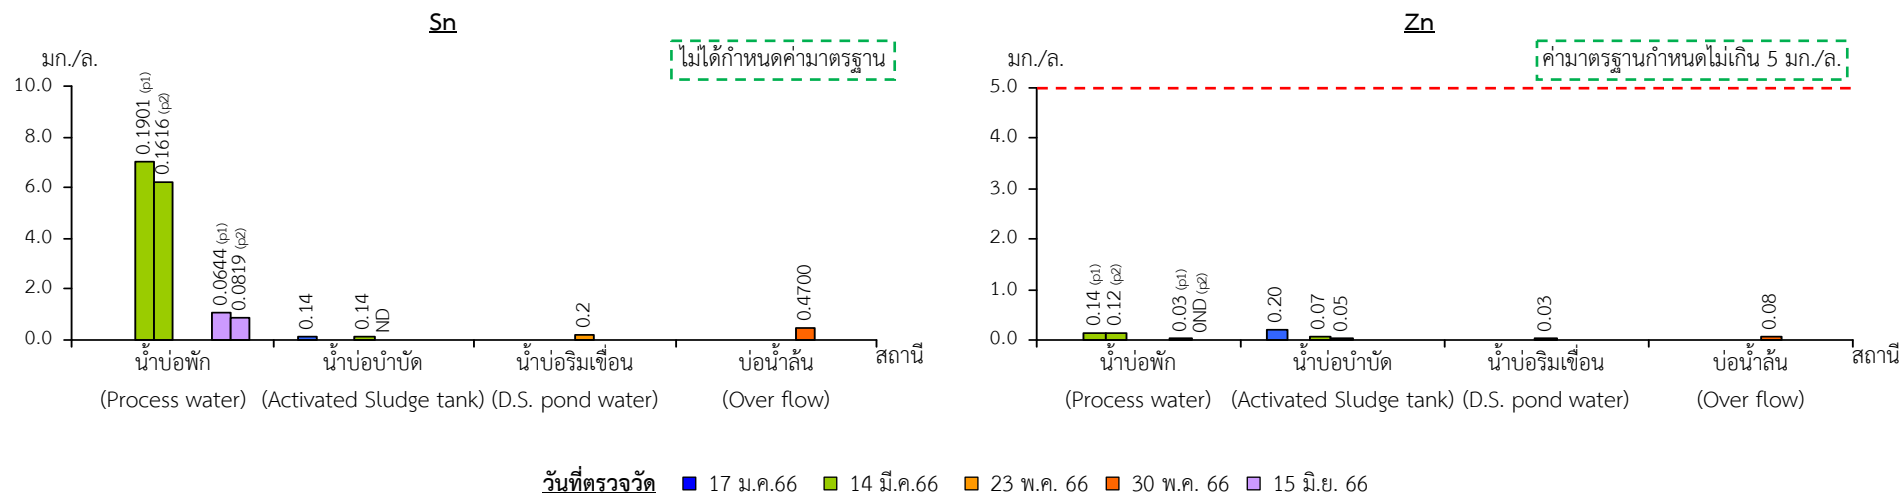 Sn
มก./ล.
ไม่ได้กำหนดค่ามาตรฐาน
10.0
8.0
6.0
4.0
2.0
0.0
0.1901 (p1)
0.1616 (p2)
0.0644 (p1)
0.0819 (p2)
0.14
0.14
ND
0.2
0.4700
น้ำบ่อพัก
น้ำบ่อบำบัด
น้ำบ่อริมเขื่อน
บ่อน้ำล้น
สถานี
(Process water)
(Activated Sludge tank)
(D.S. pond water)
(Over flow)
Zn
มก./ล.
ค่ามาตรฐานกำหนดไม่เกิน 5 มก./ล.
5.0
4.0
3.0
2.0
1.0
0.0
0.14 (p1)
0.12 (p2)
0.03 (p1)
0ND (p2)
0.20
0.07
0.05
0.03
0.08
น้ำบ่อพัก
น้ำบ่อบำบัด
น้ำบ่อริมเขื่อน
บ่อน้ำล้น
สถานี
(Process water)
(Activated Sludge tank)
(D.S. pond water)
(Over flow)
วันที่ตรวจวัด 17 ม.ค.66 14 มี.ค.66 23 พ.ค. 66 30 พ.ค. 66 15 มิ.ย. 66